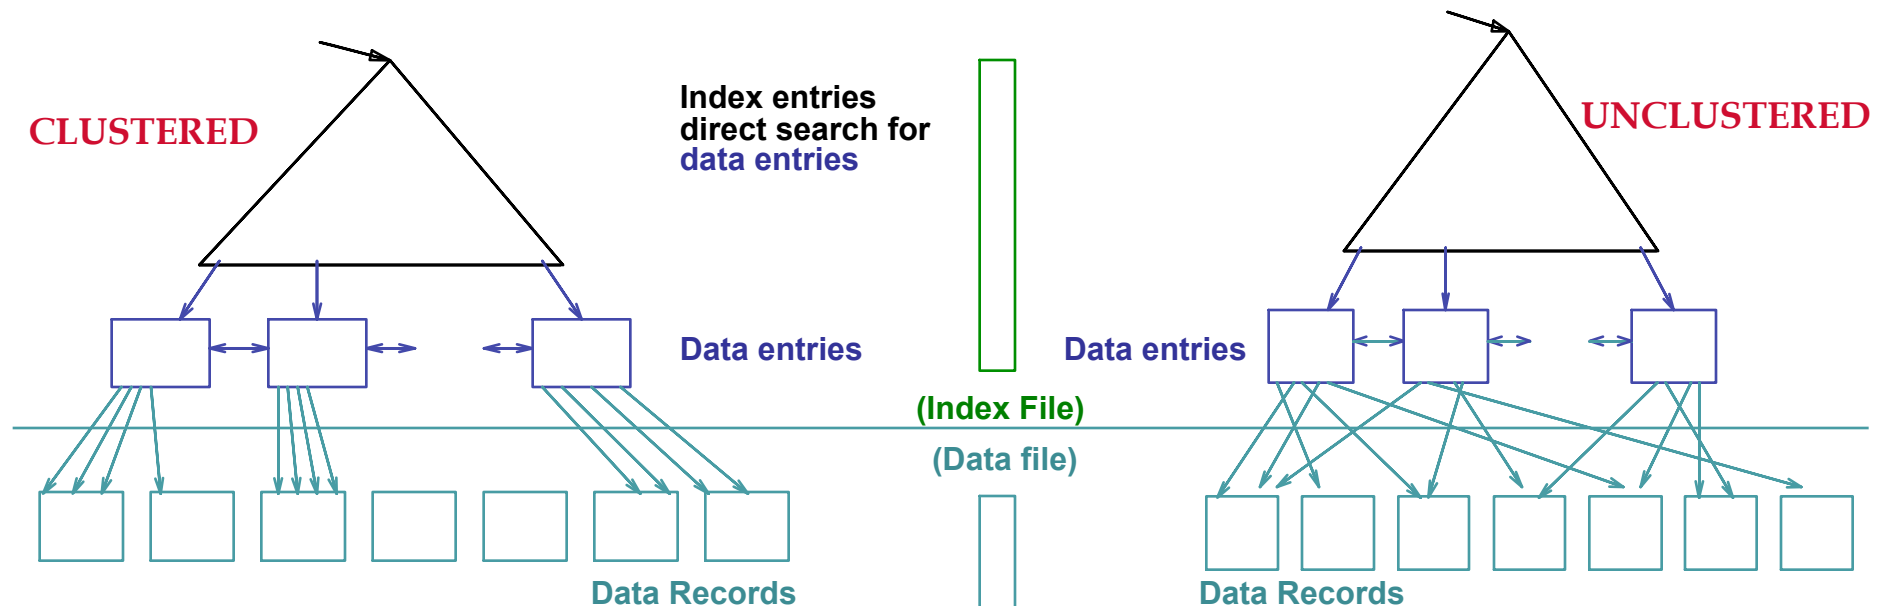 CLUSTERED
Index entries
direct search for
data entries
UNCLUSTERED
Data entries
Data entries
(Index File)
(Data file)
Data Records
Data Records